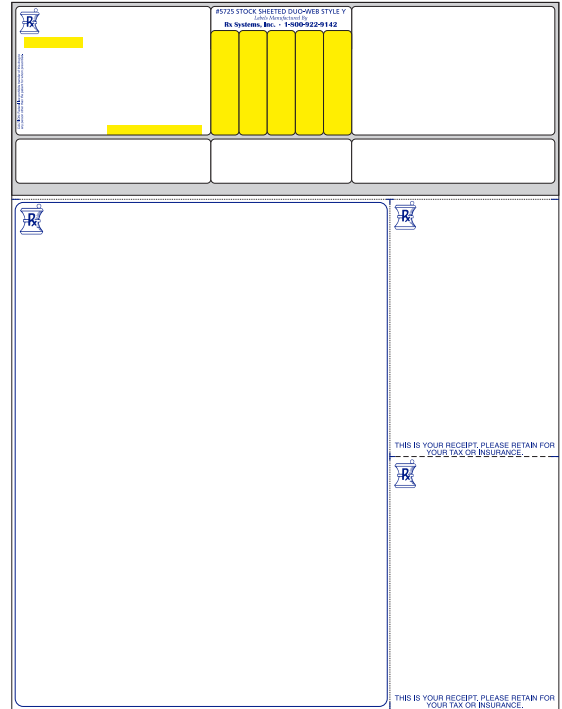 Rx
#5725 STOCK SHEETED DUO-WEB STYLE Y
Labels Manufactured By
Rx Systems, Inc. · 1-800-922-9142
Rx
Rx
THIS IS YOUR RECEIPT. PLEASE RETAIN FOR
YOUR TAX OR INSURANCE.
Rx
THIS IS YOUR RECEIPT. PLEASE RETAIN FOR
YOUR TAX OR INSURANCE.